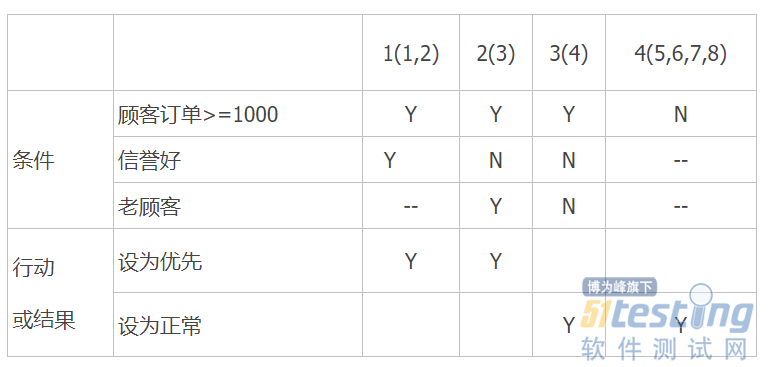 1(1,2) 2(3) 3(4) 4(5,6,7,8)
条件 顾客订单>=1000 Y Y Y N
信誉好 Y N N --
老顾客 -- Y N --
行动
或结果
设为优先 Y Y
设为正常 Y Y
博为峰旗下
51testing
软件测试网